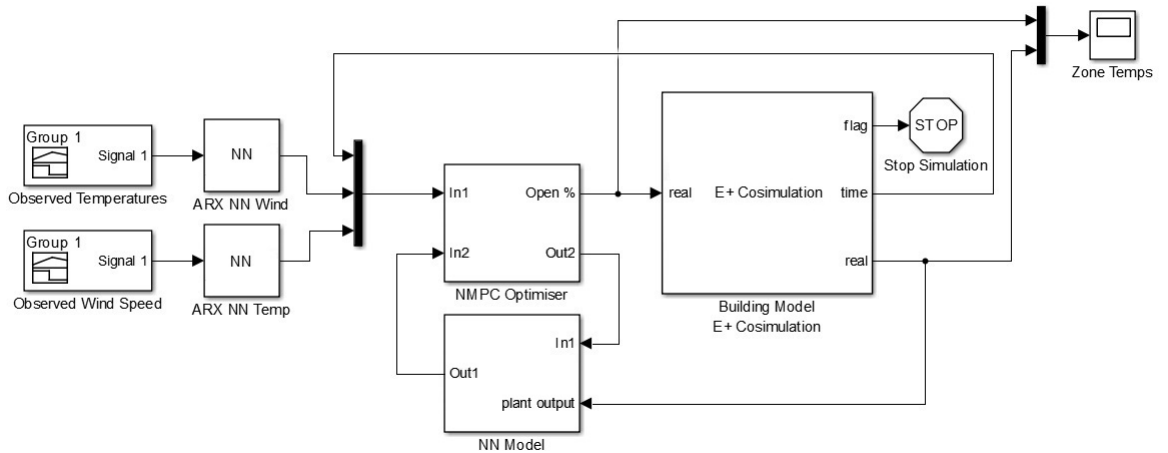 Group 1
Signal 1
Observed Temperatures
NN
ARX NN Wind
Group 1
Signal 1
Observed Wind Speed
NN
ARX NN Temp
In1
Open %
In2
Out2
NMPC Optimiser
In1
Out1
plant output
NN Model
flag
real
E+ Cosimulation
time
real
Building Model
E+ Cosimulation
STOP
Stop Simulation
Zone Temps